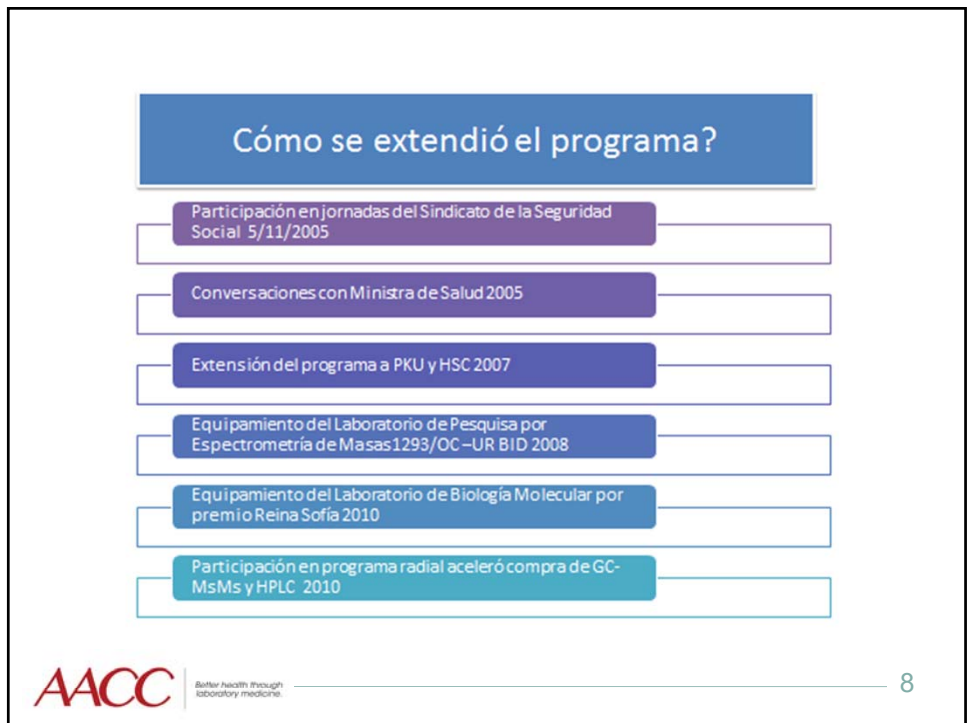 Cómo se extendió el programa?
Participación en jornadas del Sindicato de la Seguridad
Social 5/11/2005
Conversaciones con Ministra de Salud 2005
Extensión del programa a PKU y HSC 2007
Equipamiento del Laboratorio de Pesquisa por
Espectrometría de Masas1293/OC –UR BID 2008
Equipamiento del Laboratorio de Biología Molecular por
premio Reina Sofía 2010
Participación en programa radial aceleró compra de GC-
MsMs y HPLC 2010
AACC
Better health through
laboratory medicine.
8